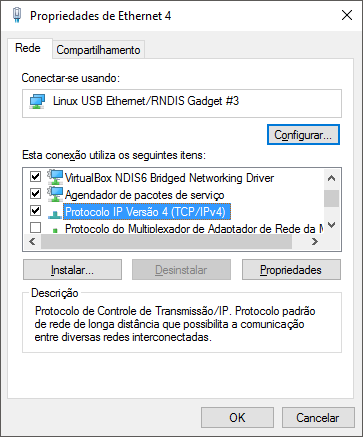 Propriedades de Ethernet 4
Rede
Compartilhamento
Conectar-se usando:
Linux USB Ethernet/RNDIS Gadget #3
Configurar...
Esta conexão utiliza os seguintes itens:
VirtualBox NDIS6 Bridged Networking Driver
Agendador de pacotes de serviço
Protocolo IP Versão 4 (TCP/IPv4)
Protocolo do Multiplexador de Adaptador de Rede da M
Instalar...
Desinstalar
Propriedades
Descrição
Protocolo de Controle de Transmissão/IP. Protocolo padrão
de rede de longa distância que possibilita a comunicação
entre diversas redes interconectadas.
OK
Cancelar